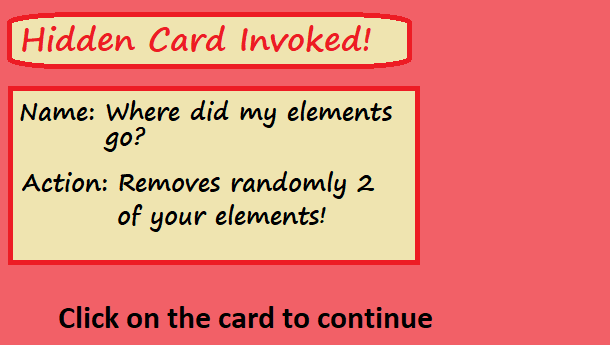 Hidden Card Invoked!
Name: Where did my elements
go?
Action: Removes randomly 2
of your elements!
Click on the card to continue